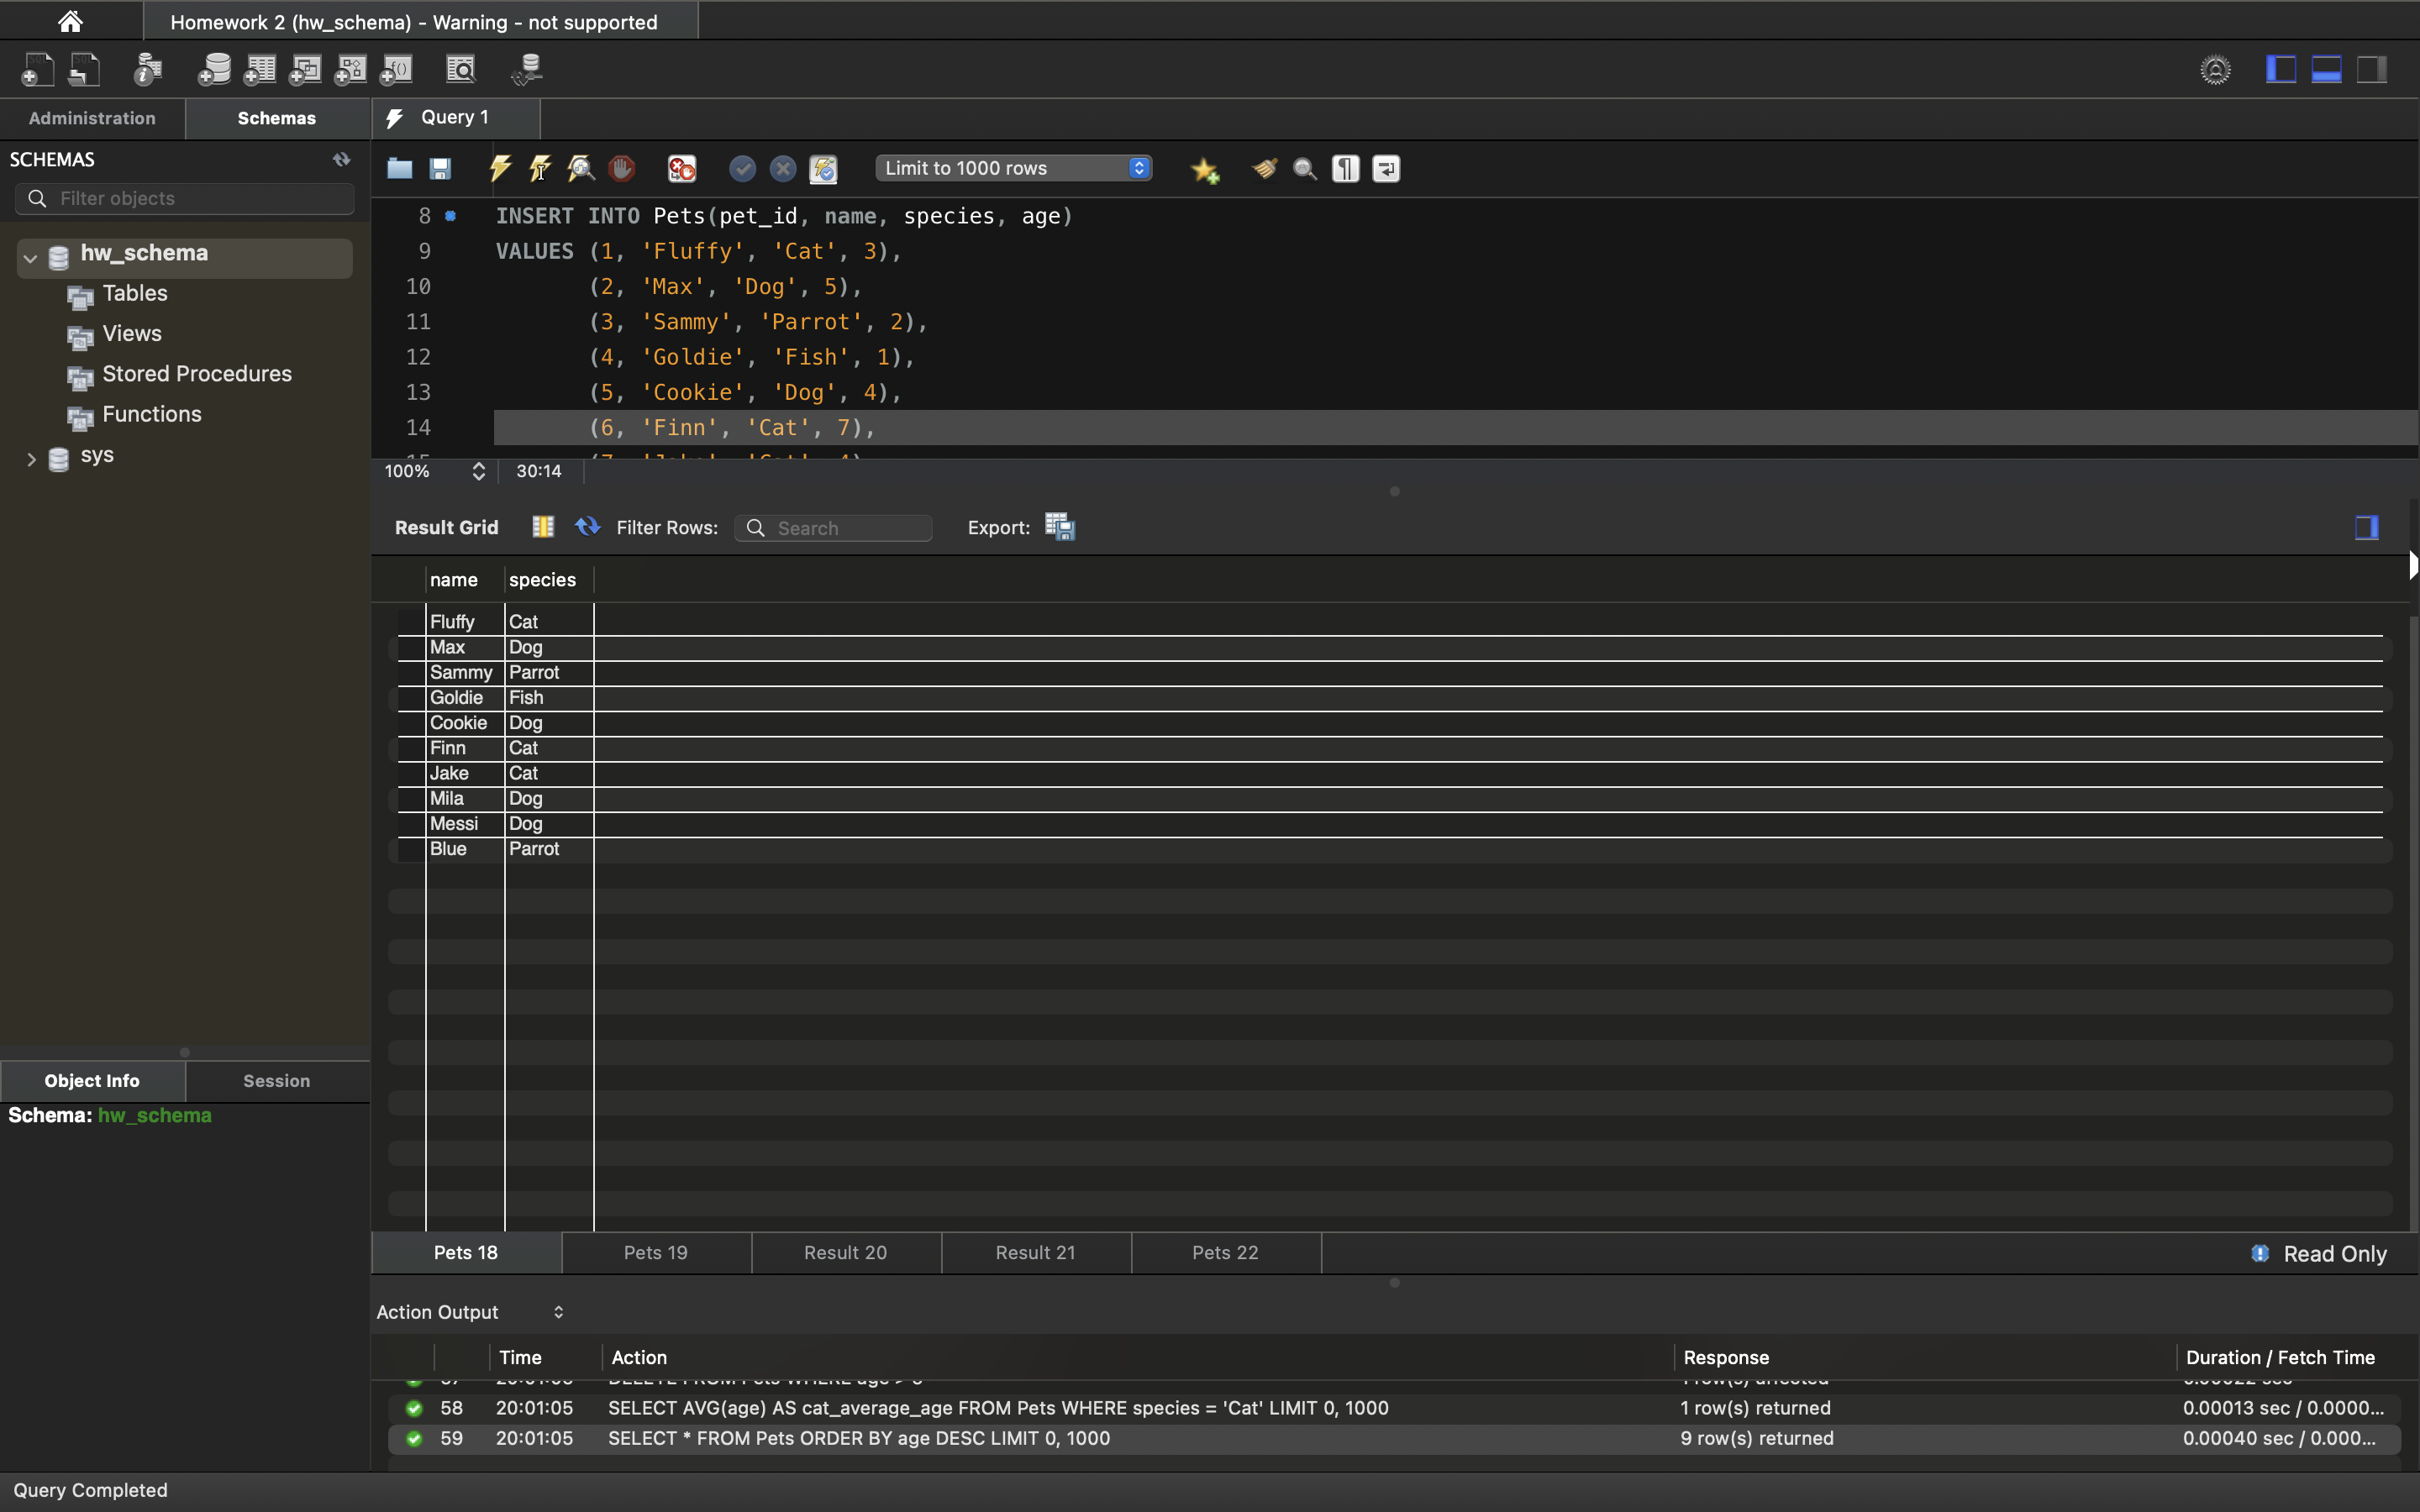 Homework 2 (hw_schema) - Warning - not supported
Administration
Schemas
Query 1
SCHEMAS
Filter objects
hw_schema
Tables
Views
Stored Procedures
Functions
sys
Limit to 1000 rows
8 INSERT INTO Pets(pet_id, name, species, age)
9 VALUES (1, 'Fluffy', 'Cat', 3),
10 (2, 'Max', 'Dog', 5),
11 (3, 'Sammy', 'Parrot', 2),
12 (4, 'Goldie', 'Fish', 1),
13 (5, 'Cookie', 'Dog', 4),
14 (6, 'Finn', 'Cat', 7),
100% 30:14
Result Grid Filter Rows: Search Export:
name species
Fluffy Cat
Max Dog
Sammy Parrot
Goldie Fish
Cookie Dog
Finn Cat
Jake Cat
Mila Dog
Messi Dog
Blue Parrot
Object Info Session
Schema: hw_schema
Pets 18 Pets 19 Result 20 Result 21 Pets 22 Read Only
Action Output
Time Action Response Duration / Fetch Time
58 20:01:05 SELECT AVG(age) AS cat_average_age FROM Pets WHERE species = 'Cat' LIMIT 0, 1000 1 row(s) returned 0.00013 sec / 0.0000...
59 20:01:05 SELECT * FROM Pets ORDER BY age DESC LIMIT 0, 1000 9 row(s) returned 0.00040 sec / 0.000...
Query Completed